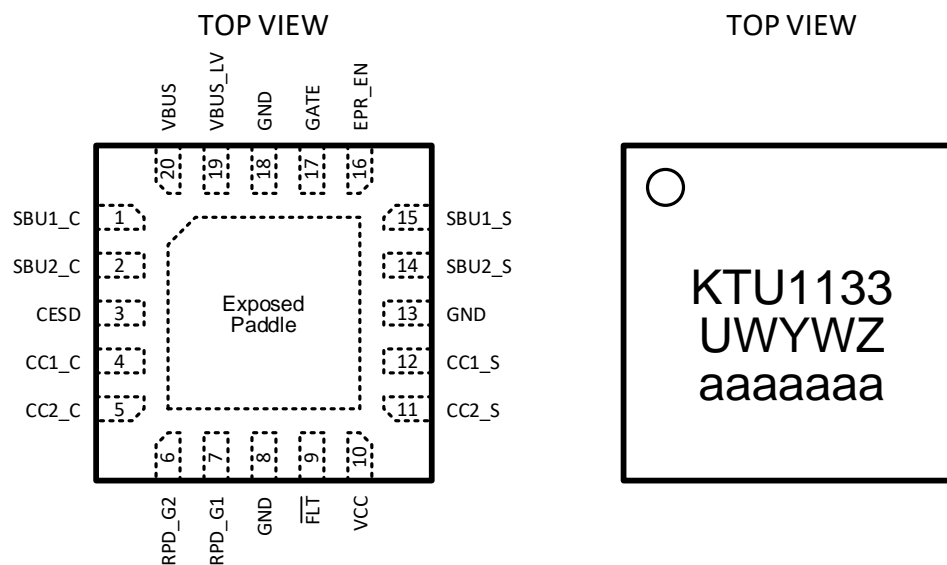 TOP VIEW
TOP VIEW
VBUS
VBUS_LV
GND
GATE
EPR_EN
20
19
18
17
16
SBU1_C 1
15 SBU1_S
SBU2_C 2
14 SBU2_S
CESD 3
13 GND
CC1_C 4
12 CC1_S
CC2_C 5
11 CC2_S
Exposed
Paddle
6
7
8
9
10
RPD_G2
RPD_G1
GND
F̅L̅T̅
VCC
KTU1133
UWYWZ
aaaaaaa